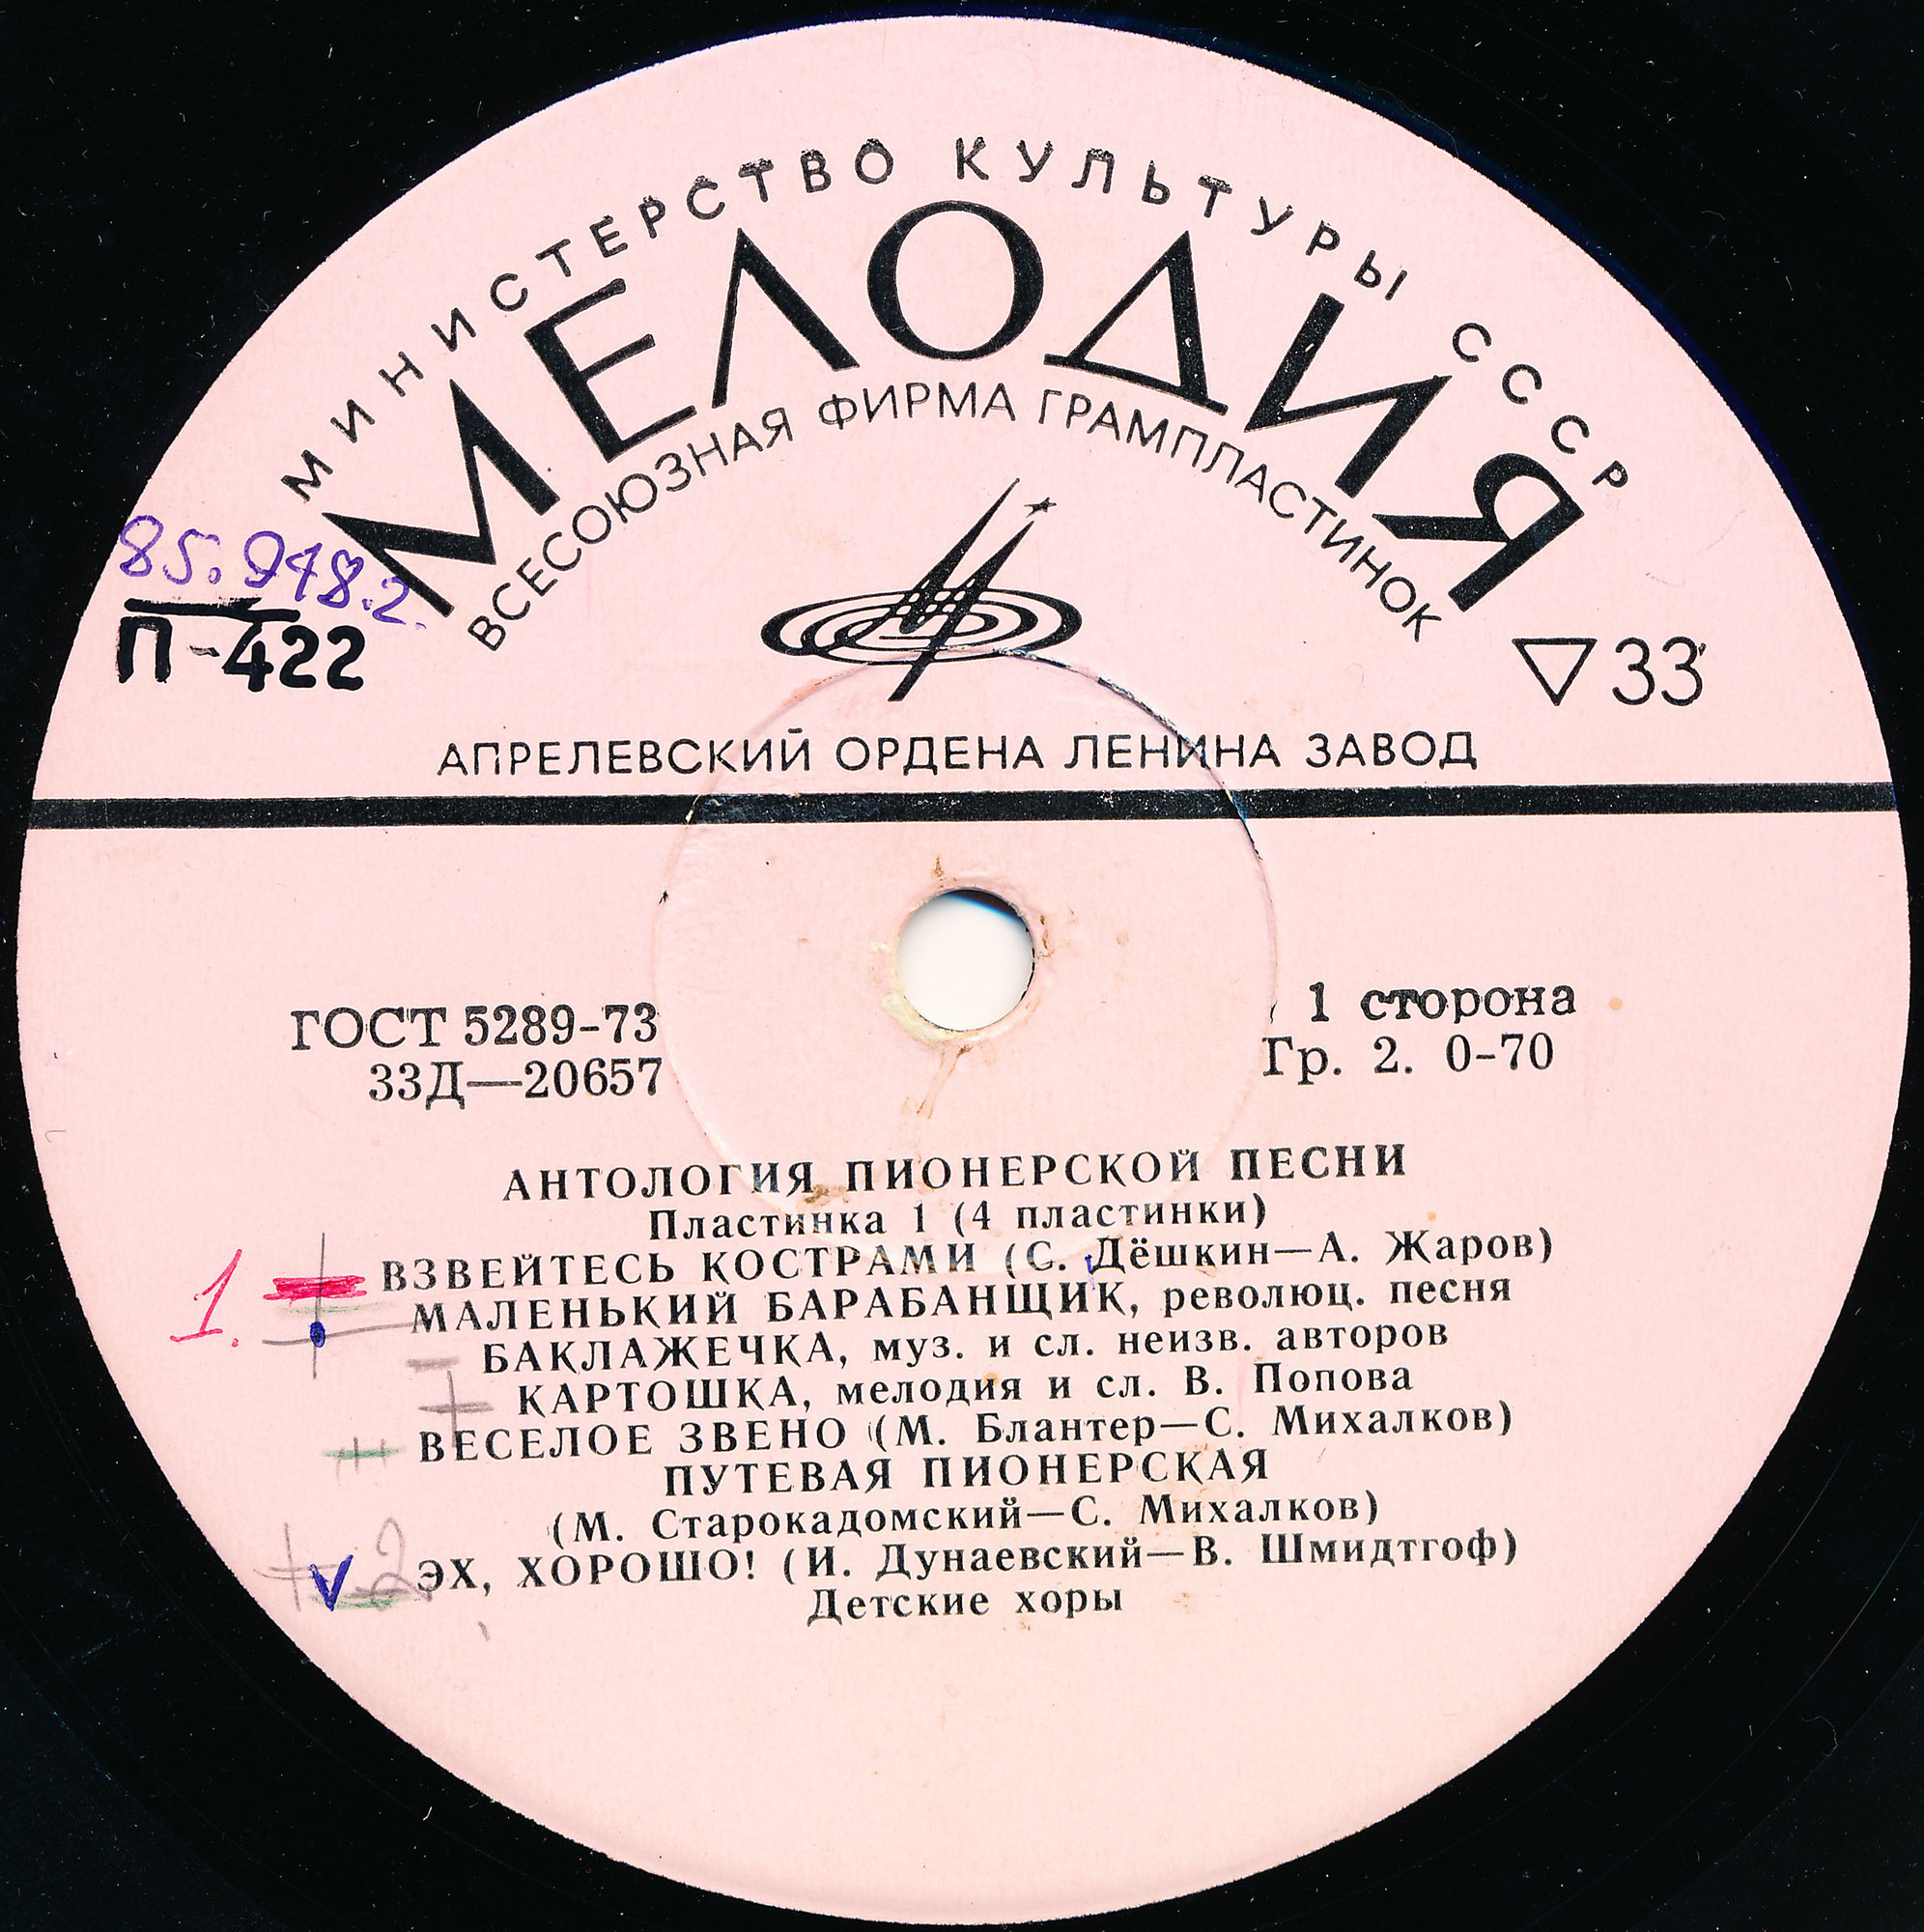 МИНИСТЕРСТВО КУЛЬТУРЫ СССР
МЕЛОДИЯ
ВСЕСОЮЗНАЯ ФИРМА ГРАМПЛАСТИНОК
85.948.2
П-422
33
АПРЕЛЕВСКИЙ ОРДЕНА ЛЕНИНА ЗАВОД
ГОСТ 5289-73
33Д—20657
1 сторона
Гр. 2. 0-70
АНТОЛОГИЯ ПИОНЕРСКОЙ ПЕСНИ
Пластинка 1 (4 пластинки)
1. ВЗВЕЙТЕСЬ КОСТРАМИ (С. Дёшкин—А. Жаров)
МАЛЕНЬКИЙ БАРАБАНЩИК, революц. песня
БАКЛАЖЕЧКА, муз. и сл. неизв. авторов
КАРТОШКА, мелодия и сл. В. Попова
ВЕСЕЛОЕ ЗВЕНО (М. Блантер—С. Михалков)
ПУТЕВАЯ ПИОНЕРСКАЯ
(М. Старокадомский—С. Михалков)
2 ЭХ, ХОРОШО! (И. Дунаевский—В. Шмидтгоф)
Детские хоры